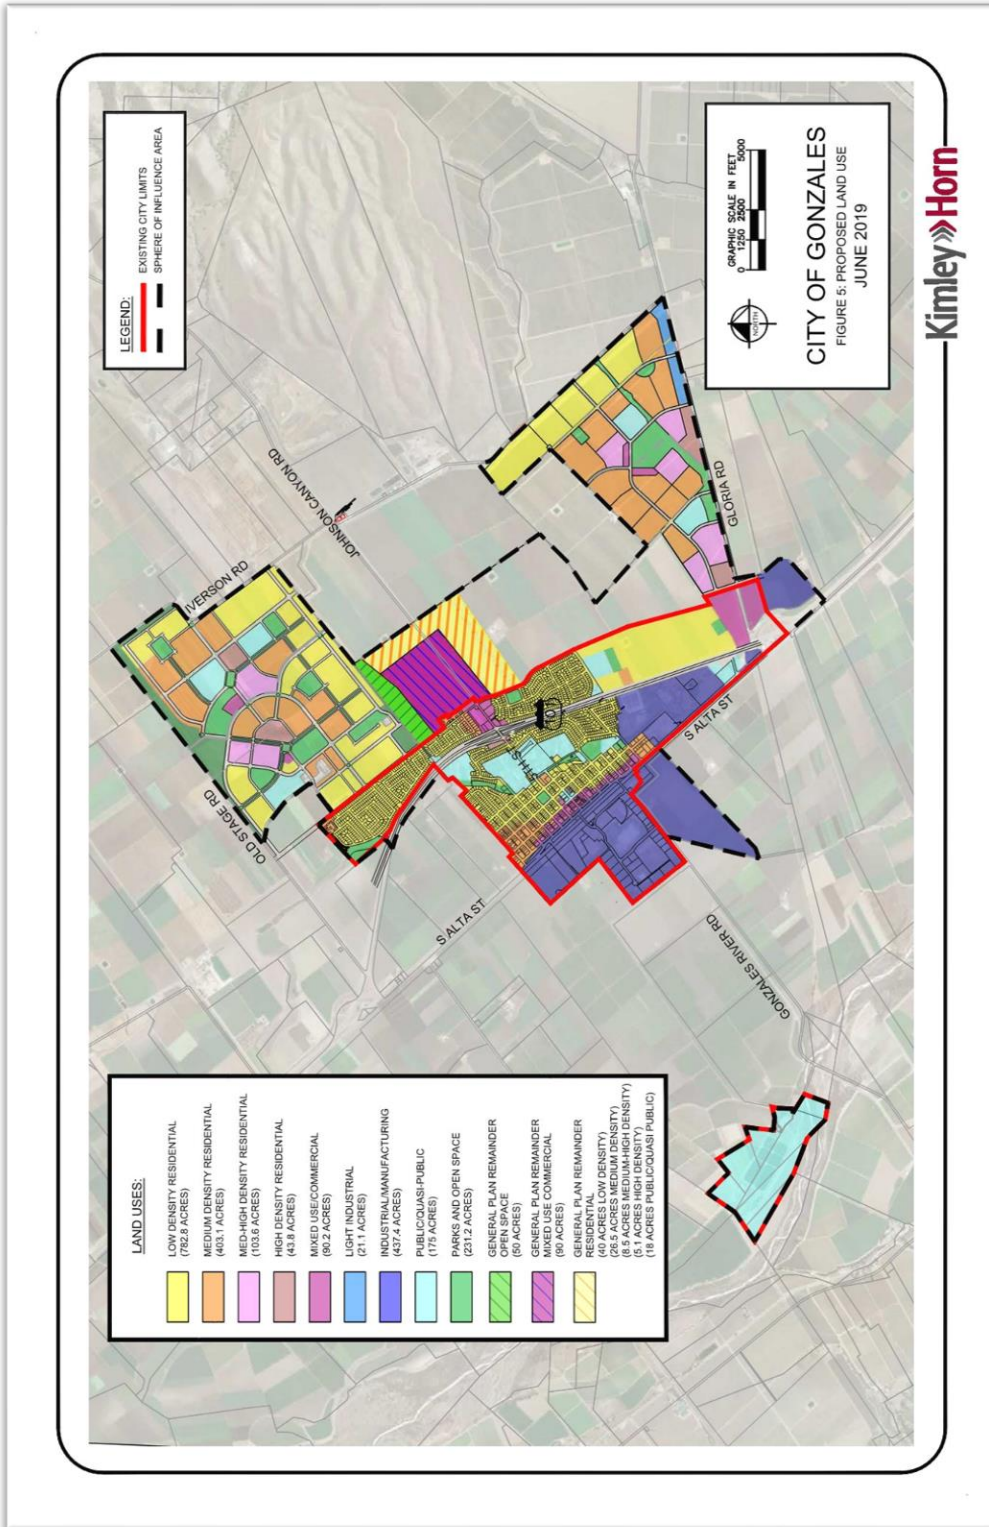 LEGEND:
EXISTING CITY LIMITS
SPHERE OF INFLUENCE AREA
LAND USES:
LOW DENSITY RESIDENTIAL
(782.8 ACRES)
MEDIUM DENSITY RESIDENTIAL
(403.1 ACRES)
MED-HIGH DENSITY RESIDENTIAL
(103.8 ACRES)
HIGH DENSITY RESIDENTIAL
(43.8 ACRES)
MIXED USE/COMMERCIAL
(90.2 ACRES)
LIGHT INDUSTRIAL
(21.1 ACRES)
INDUSTRIAL/MANUFACTURING
(437.4 ACRES)
PUBLIC/QUASI-PUBLIC
(175 ACRES)
PARKS AND OPEN SPACE
(231.2 ACRES)
GENERAL PLAN REMAINDER
OPEN SPACE
(50 ACRES)
GENERAL PLAN REMAINDER
MIXED USE COMMERCIAL
(90 ACRES)
GENERAL PLAN REMAINDER
RESIDENTIAL
(40 ACRES LOW DENSITY)
(26.5 ACRES MEDIUM DENSITY)
(8.5 ACRES MEDIUM-HIGH DENSITY)
(5.1 ACRES HIGH DENSITY)
(18 ACRES PUBLIC/QUASI PUBLIC)
OLD STAGE RD
IVERSON RD
JOHNSON CANYON RD
S ALTA ST
5TH ST
S ALTA ST
GLORIA RD
GONZALES RIVER RD
NORTH
GRAPHIC SCALE IN FEET
0 1250 2500 5000
CITY OF GONZALES
FIGURE 5: PROPOSED LAND USE
JUNE 2019
Kimley»Horn